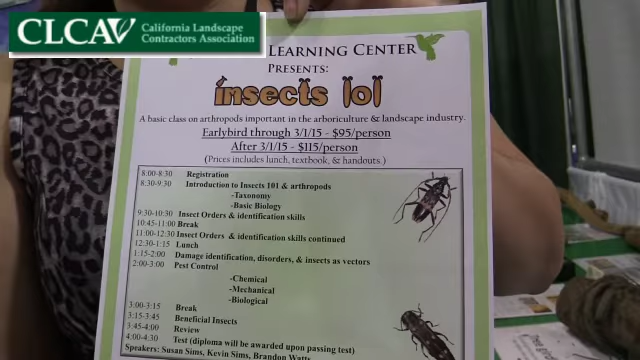 CLCA
California Landscape
Contractors Association
LEARNING CENTER
PRESENTS:
insects 101
A basic class on arthropods important in the arboriculture & landscape industry.
Earlybird through 3/1/15 - $95/person
After 3/1/15 - $115/person
(Prices includes lunch, textbook, & handouts.)
8:00-8:30 Registration
8:30-9:30 Introduction to Insects 101 & arthropods
-Taxonomy
-Basic Biology
9:30-10:30 Insect Orders & identification skills
10:45-11:00 Break
11:00-12:30 Insect Orders & identification skills continued
12:30-1:15 Lunch
1:15-2:00 Damage identification, disorders, & insects as vectors
2:00-3:00 Pest Control
-Chemical
-Mechanical
-Biological
3:00-3:15 Break
3:15-3:45 Beneficial Insects
3:45-4:00 Review
4:00-4:30 Test (diploma will be awarded upon passing test)
Speakers: Susan Sims, Kevin Sims, Brandon Watts